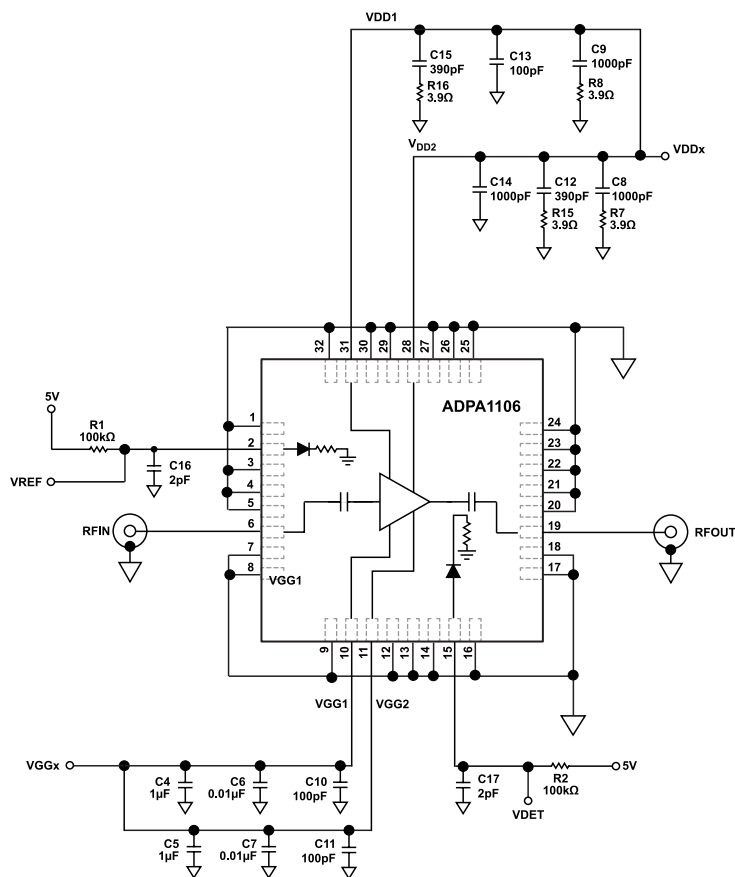 VDD1
C15
390pF
R16
3.9Ω
C13
100pF
C9
1000pF
R8
3.9Ω
VDD2
VDDx
C14
1000pF
C12
390pF
R15
3.9Ω
C8
1000pF
R7
3.9Ω
32
31
30
29
28
27
26
25
ADPA1106
5V
R1
100kΩ
C16
2pF
VREF
RFIN
1
2
3
4
5
6
7
8
VGG1
24
23
22
21
20
19
18
17
RFOUT
9
10
11
12
13
14
15
16
VGG1
VGG2
VGGx
C4
1µF
C6
0.01µF
C10
100pF
C5
1µF
C7
0.01µF
C11
100pF
C17
2pF
VDET
R2
100kΩ
5V